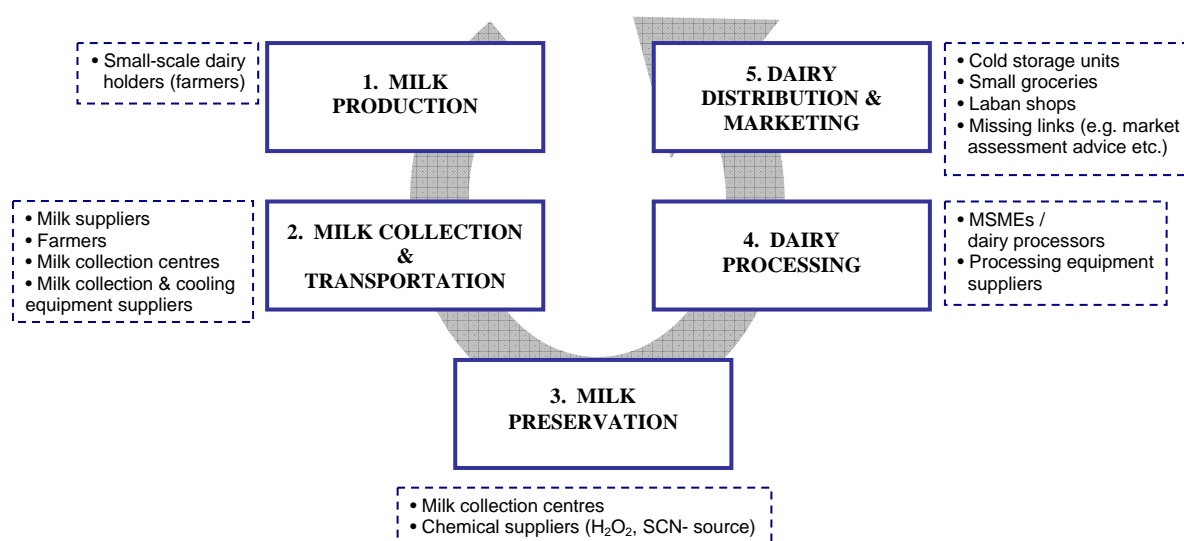 • Small-scale dairy
holders (farmers)
1. MILK
PRODUCTION
5. DAIRY
DISTRIBUTION &
MARKETING
• Cold storage units
• Small groceries
• Laban shops
• Missing links (e.g. market
assessment advice etc.)
• Milk suppliers
• Farmers
• Milk collection centres
• Milk collection & cooling
equipment suppliers
2. MILK COLLECTION
&
TRANSPORTATION
4. DAIRY
PROCESSING
• MSMEs /
dairy processors
• Processing equipment
suppliers
3. MILK
PRESERVATION
• Milk collection centres
• Chemical suppliers (H₂O₂, SCN- source)